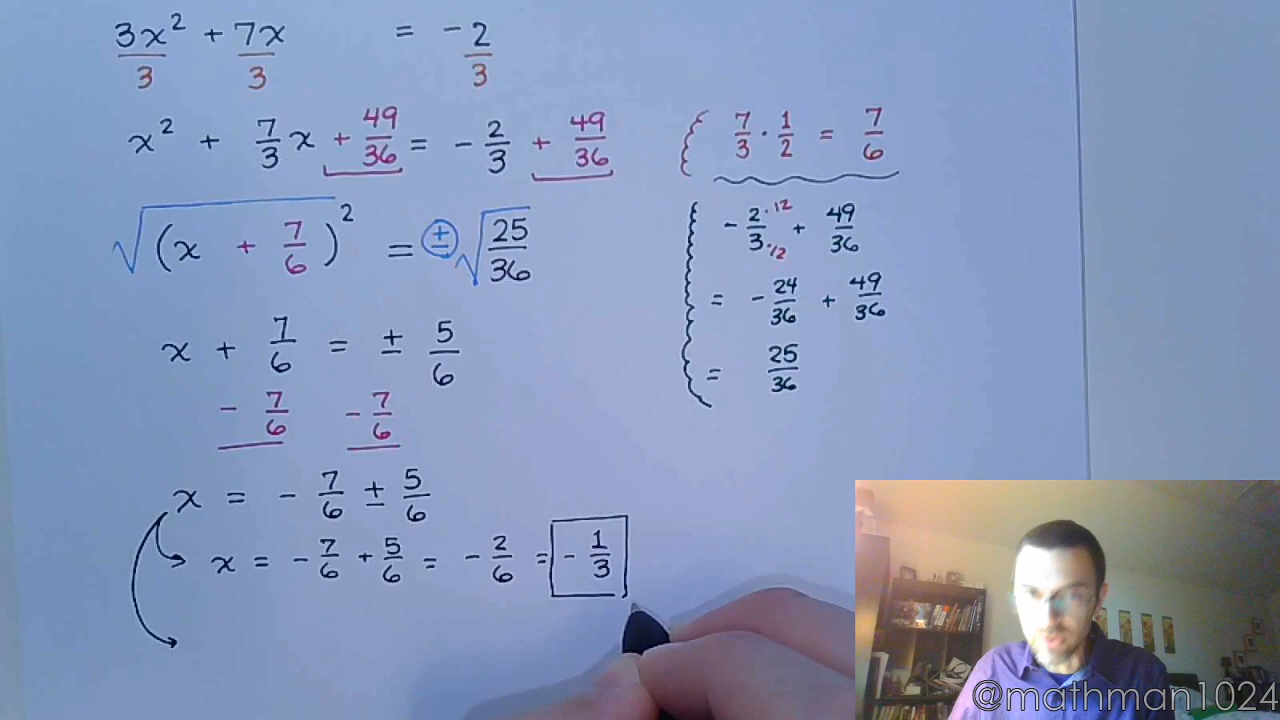 3x² + 7x = -2
3 3 3
x² + 7/3 x + 49/36 = - 2/3 + 49/36
√(x + 7/6)² = ± √25/36
x + 7/6 = ± 5/6
- 7/6 - 7/6
x = - 7/6 ± 5/6
x = - 7/6 + 5/6 = - 2/6 = - 1/3
7/3 · 1/2 = 7/6
- 2·12/3·12 + 49/36
= - 24/36 + 49/36
= 25/36
@mathman1024